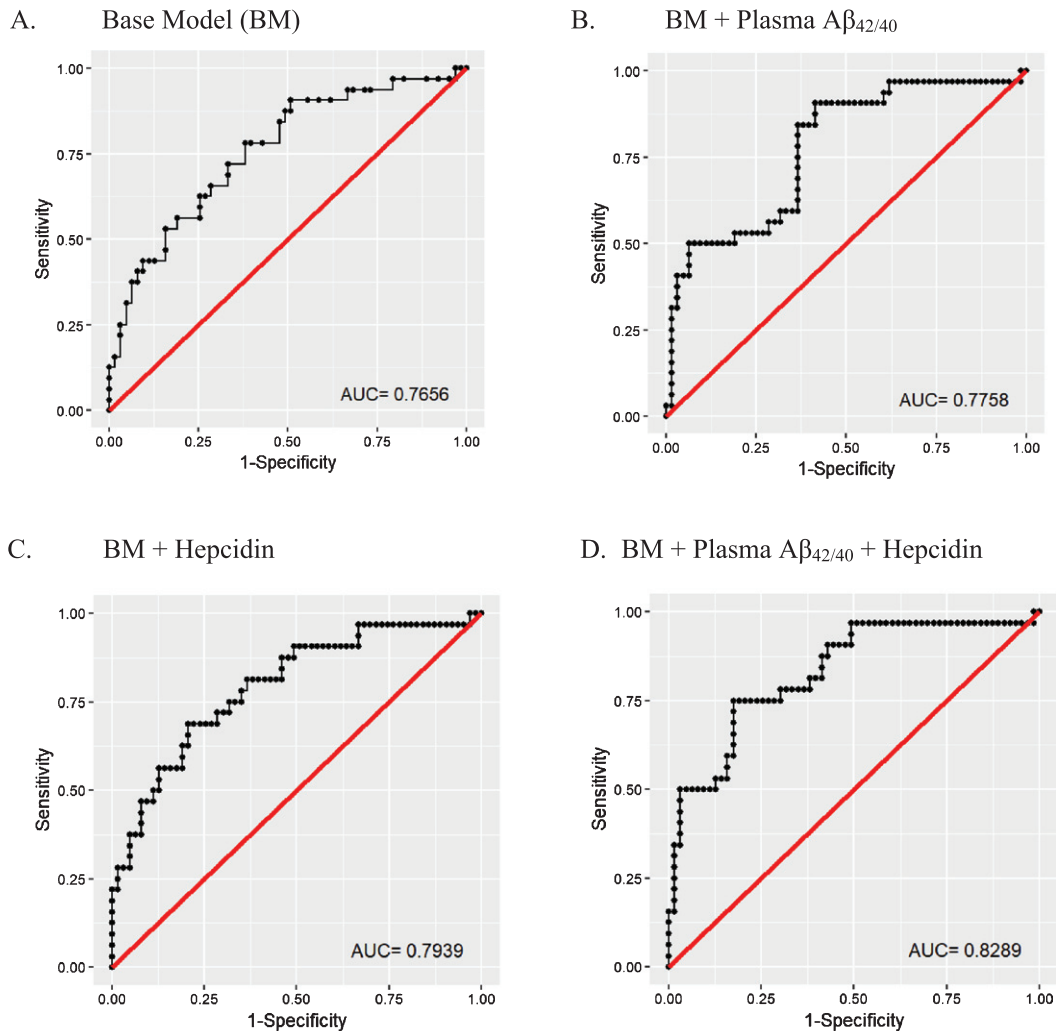 A. Base Model (BM)
1.00
0.75
0.50
0.25
0.00
Sensitivity
AUC= 0.7656
0.00 0.25 0.50 0.75 1.00
1-Specificity
B. BM + Plasma Aβ42/40
1.00
0.75
0.50
0.25
0.00
Sensitivity
AUC= 0.7758
0.00 0.25 0.50 0.75 1.00
1-Specificity
C. BM + Hepcidin
1.00
0.75
0.50
0.25
0.00
Sensitivity
AUC= 0.7939
0.00 0.25 0.50 0.75 1.00
1-Specificity
D. BM + Plasma Aβ42/40 + Hepcidin
1.00
0.75
0.50
0.25
0.00
Sensitivity
AUC= 0.8289
0.00 0.25 0.50 0.75 1.00
1-Specificity